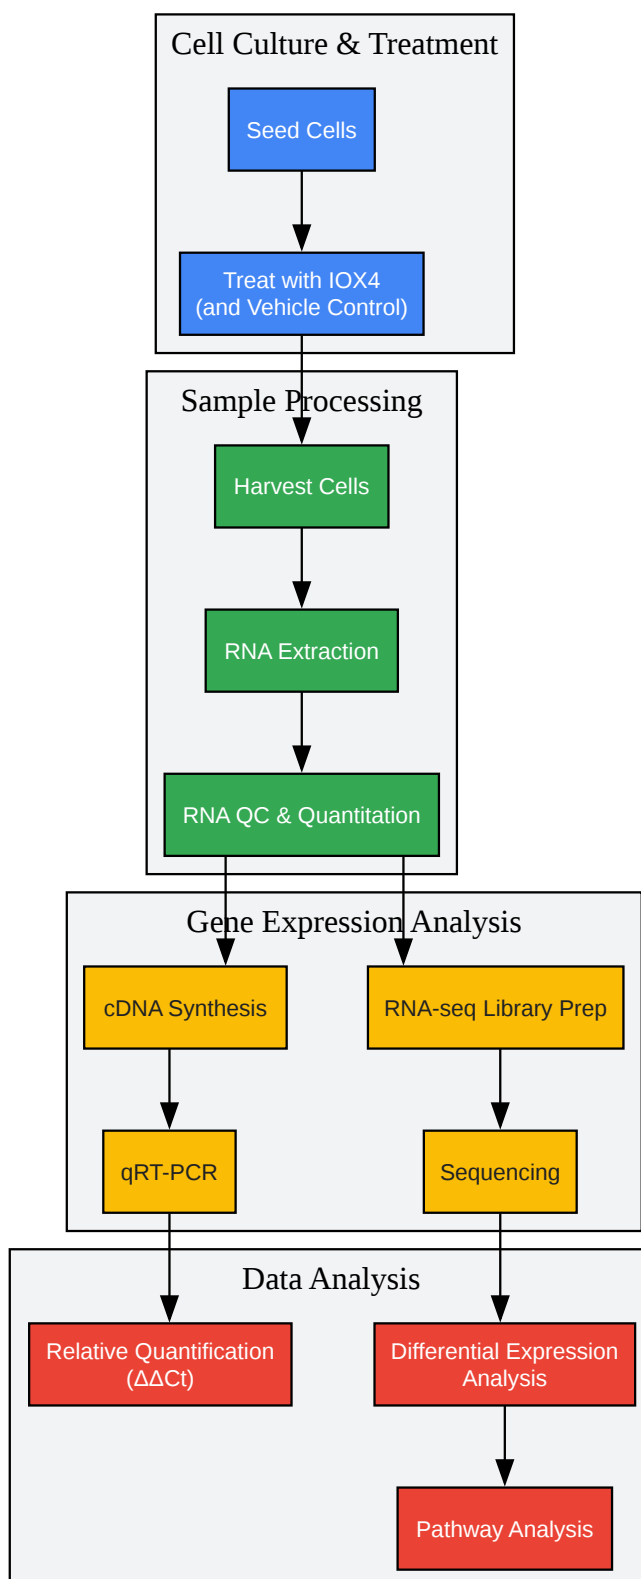 Cell Culture & Treatment
Seed Cells
Treat with IOX4
(and Vehicle Control)
Sample Processing
Harvest Cells
RNA Extraction
RNA QC & Quantitation
Gene Expression Analysis
cDNA Synthesis
RNA-seq Library Prep
qRT-PCR
Sequencing
Data Analysis
Relative Quantification
(ΔΔCt)
Differential Expression
Analysis
Pathway Analysis